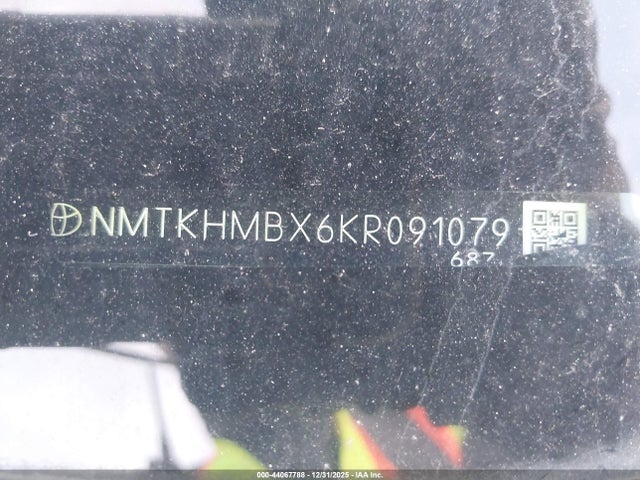 NMTKHMBX6KR091079
687
000-44067788 - 12/31/2025 - IAA Inc.